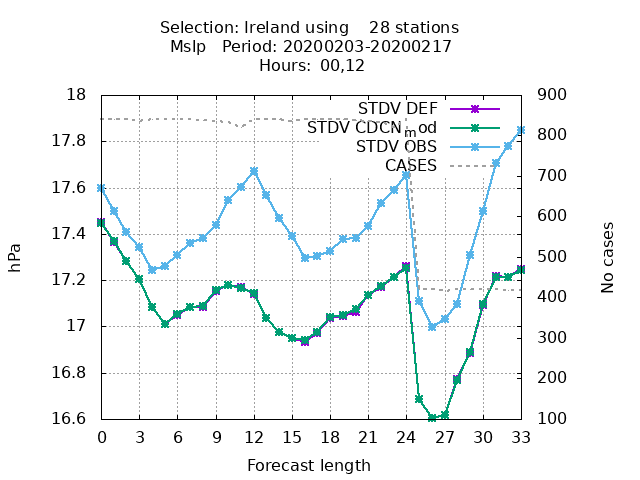 Selection: Ireland using    28 stations
Mslp   Period: 20200203-20200217
Hours:  00,12
18
17.8
17.6
17.4
17.2
17
16.8
16.6
hPa
900
800
700
600
500
400
300
200
100
No cases
STDV DEF
STDV CDCN_mod
STDV OBS
CASES
0 3 6 9 12 15 18 21 24 27 30 33
Forecast length